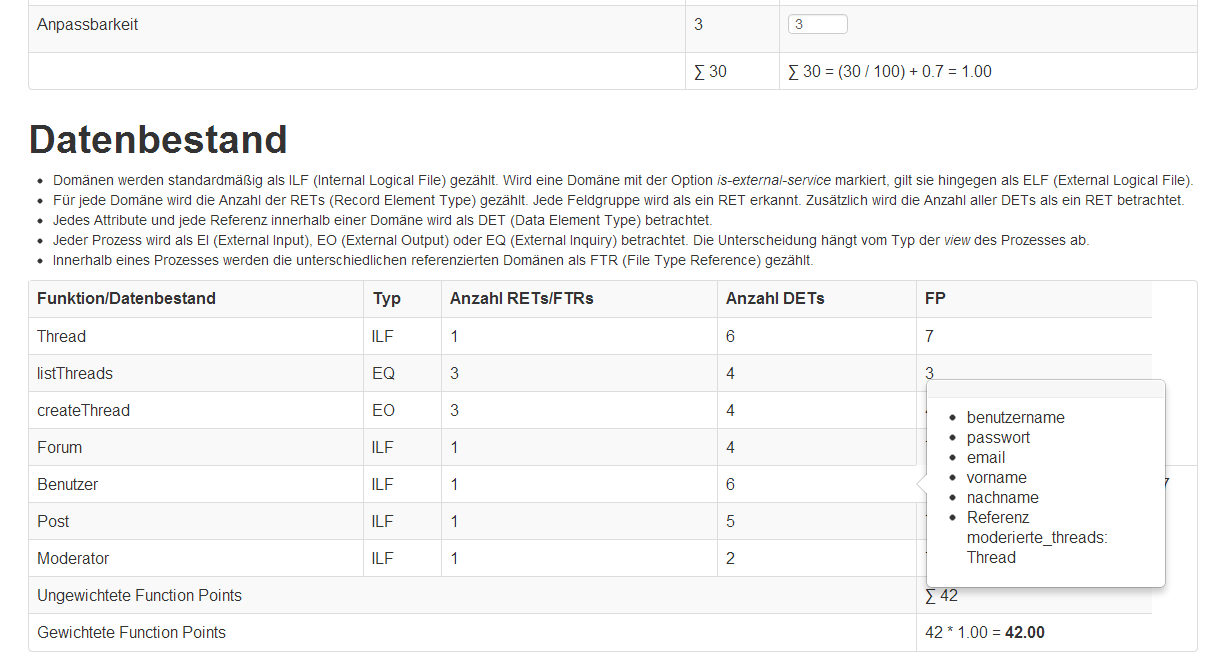 Anpassbarkeit 3 3
∑ 30 ∑ 30 = (30 / 100) + 0.7 = 1.00
Datenbestand
• Domänen werden standardmäßig als ILF (Internal Logical File) gezählt. Wird eine Domäne mit der Option is-external-service markiert, gilt sie hingegen als ELF (External Logical File).
• Für jede Domäne wird die Anzahl der RETs (Record Element Type) gezählt. Jede Feldgruppe wird als ein RET erkannt. Zusätzlich wird die Anzahl aller DETs als ein RET betrachtet.
• Jedes Attribute und jede Referenz innerhalb einer Domäne wird als DET (Data Element Type) betrachtet.
• Jeder Prozess wird als EI (External Input), EO (External Output) oder EQ (External Inquiry) betrachtet. Die Unterscheidung hängt vom Typ der view des Prozesses ab.
• Innerhalb eines Prozesses werden die unterschiedlichen referenzierten Domänen als FTR (File Type Reference) gezählt.
Funktion/Datenbestand Typ Anzahl RETs/FTRs Anzahl DETs FP
Thread ILF 1 6 7
listThreads EQ 3 4 3
createThread EO 3 4
Forum ILF 1 4
Benutzer ILF 1 6 7
Post ILF 1 5
Moderator ILF 1 2
• benutzername
• passwort
• email
• vorname
• nachname
• Referenz
moderierte_threads:
Thread
Ungewichtete Function Points ∑ 42
Gewichtete Function Points 42 * 1.00 = 42.00